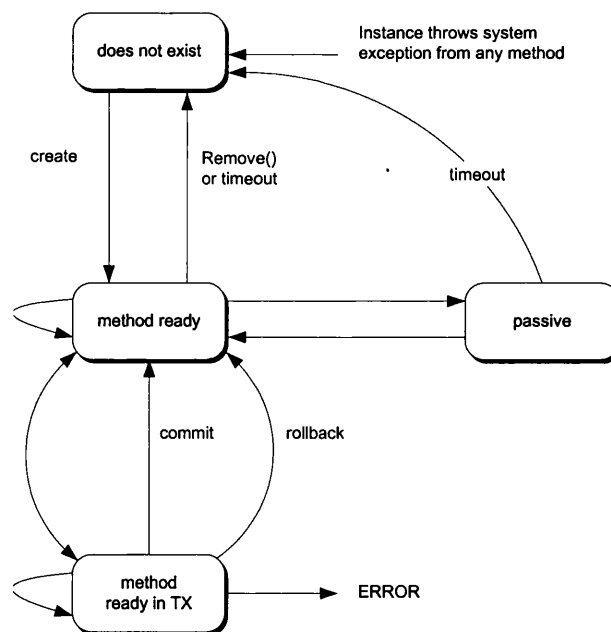 does not exist
Instance throws system
exception from any method
create
Remove()
or timeout
timeout
method ready
passive
commit
rollback
method
ready in TX
ERROR